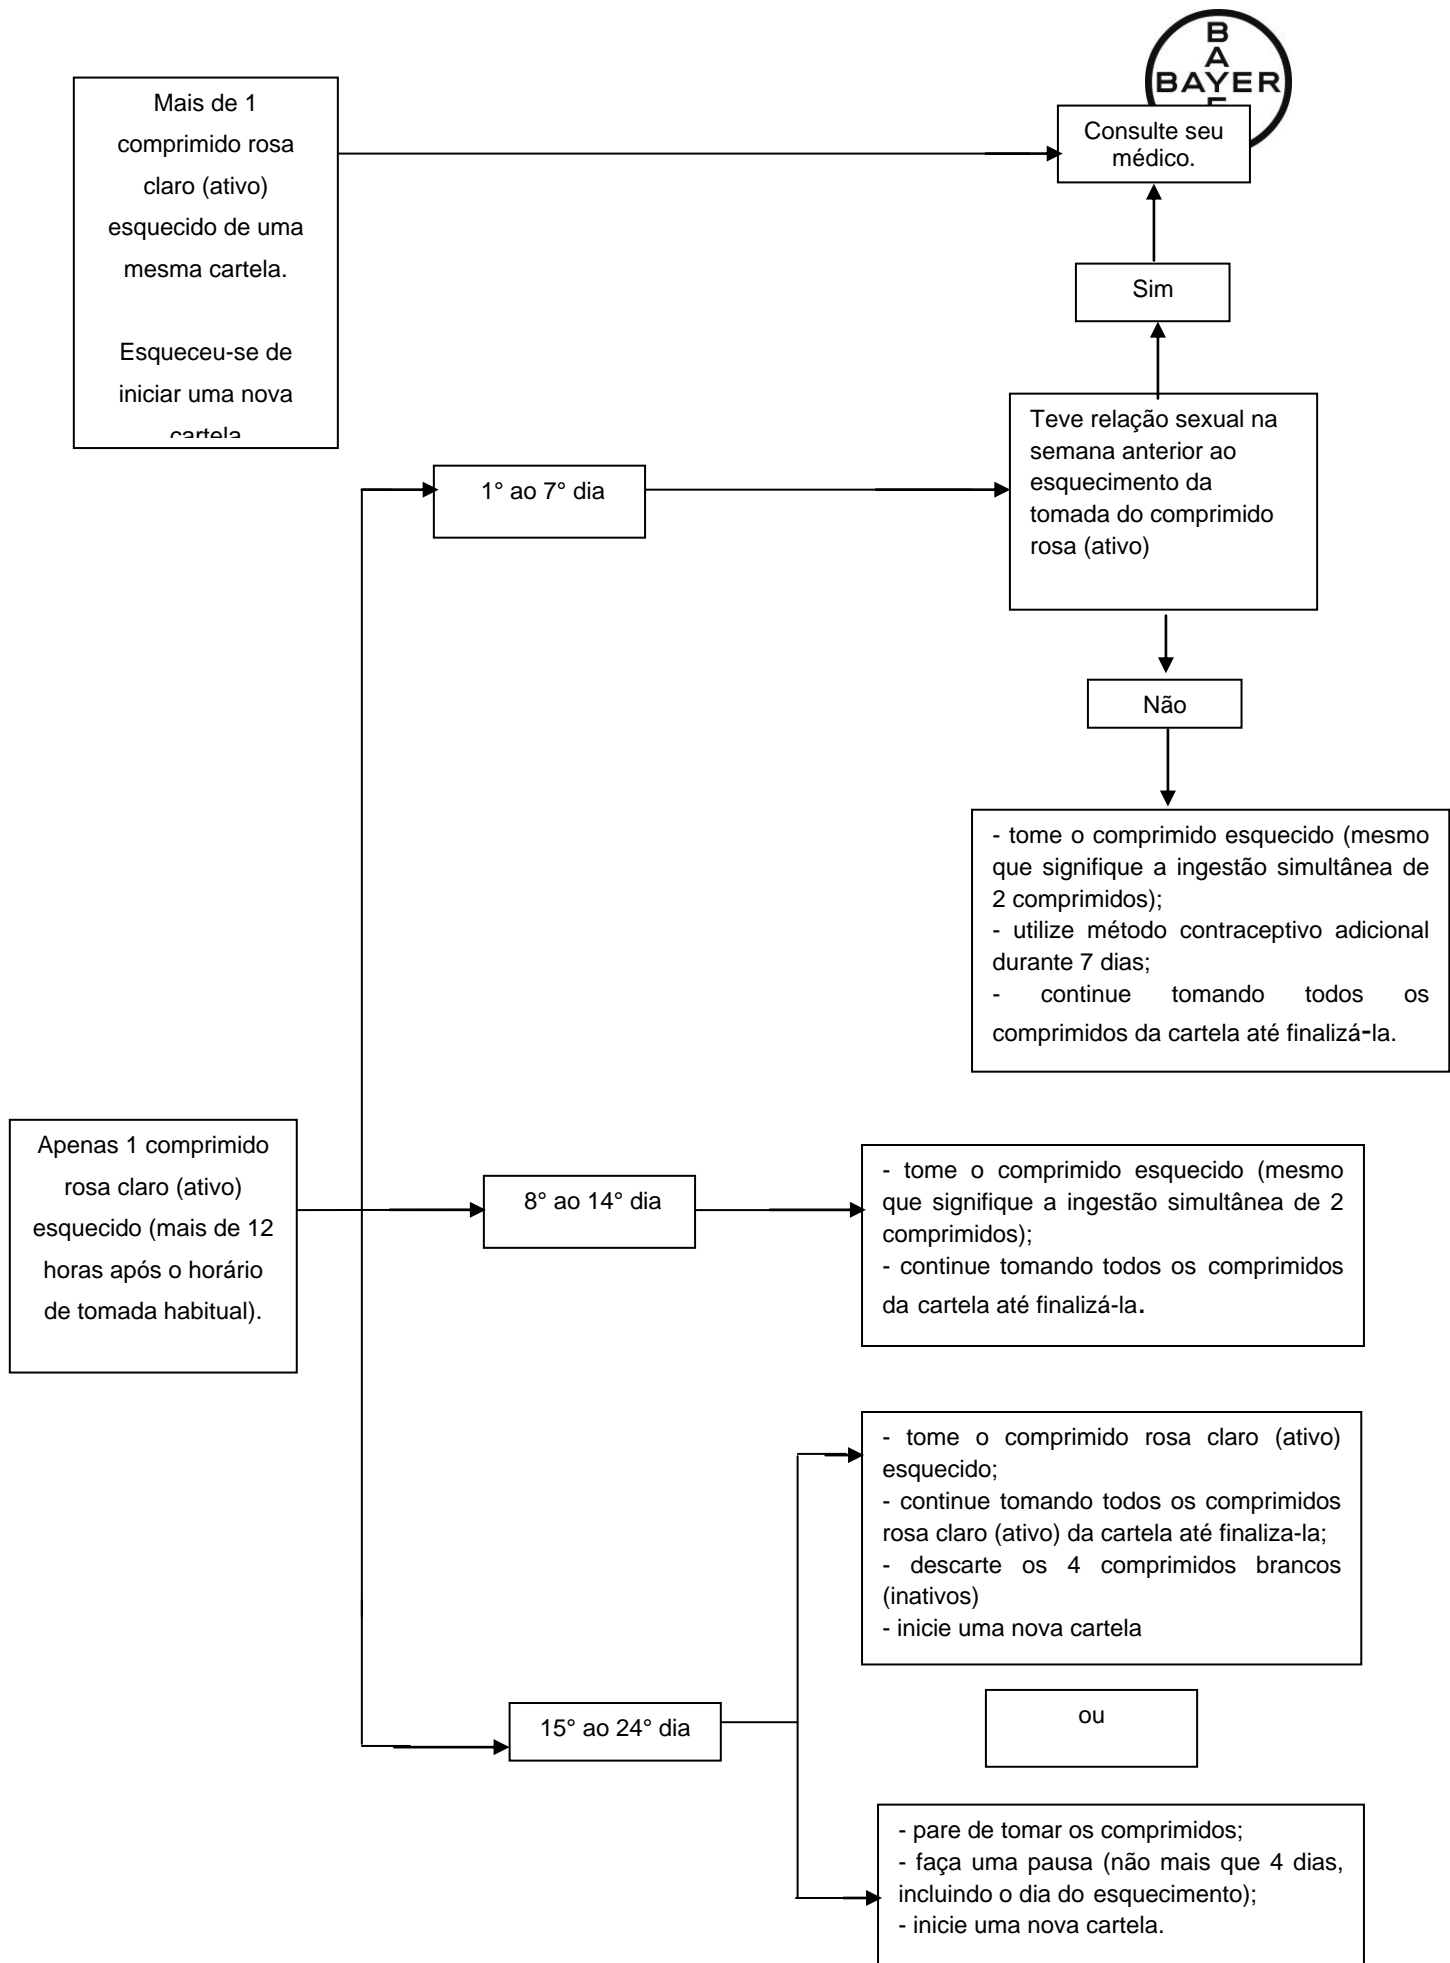 B
A
BAYER
Mais de 1
comprimido rosa
claro (ativo)
esquecido de uma
mesma cartela.
Esqueceu-se de
iniciar uma nova
cartela
Consulte seu
médico.
Sim
Teve relação sexual na
semana anterior ao
esquecimento da
tomada do comprimido
rosa (ativo)
1° ao 7° dia
Não
- tome o comprimido esquecido (mesmo
que signifique a ingestão simultânea de
2 comprimidos);
- utilize método contraceptivo adicional
durante 7 dias;
- continue tomando todos os
comprimidos da cartela até finalizá-la.
Apenas 1 comprimido
rosa claro (ativo)
esquecido (mais de 12
horas após o horário
de tomada habitual).
8° ao 14° dia
- tome o comprimido esquecido (mesmo
que signifique a ingestão simultânea de 2
comprimidos);
- continue tomando todos os comprimidos
da cartela até finalizá-la.
- tome o comprimido rosa claro (ativo)
esquecido;
- continue tomando todos os comprimidos
rosa claro (ativo) da cartela até finaliza-la;
- descarte os 4 comprimidos brancos
(inativos)
- inicie uma nova cartela
15° ao 24° dia
ou
- pare de tomar os comprimidos;
- faça uma pausa (não mais que 4 dias,
incluindo o dia do esquecimento);
- inicie uma nova cartela.